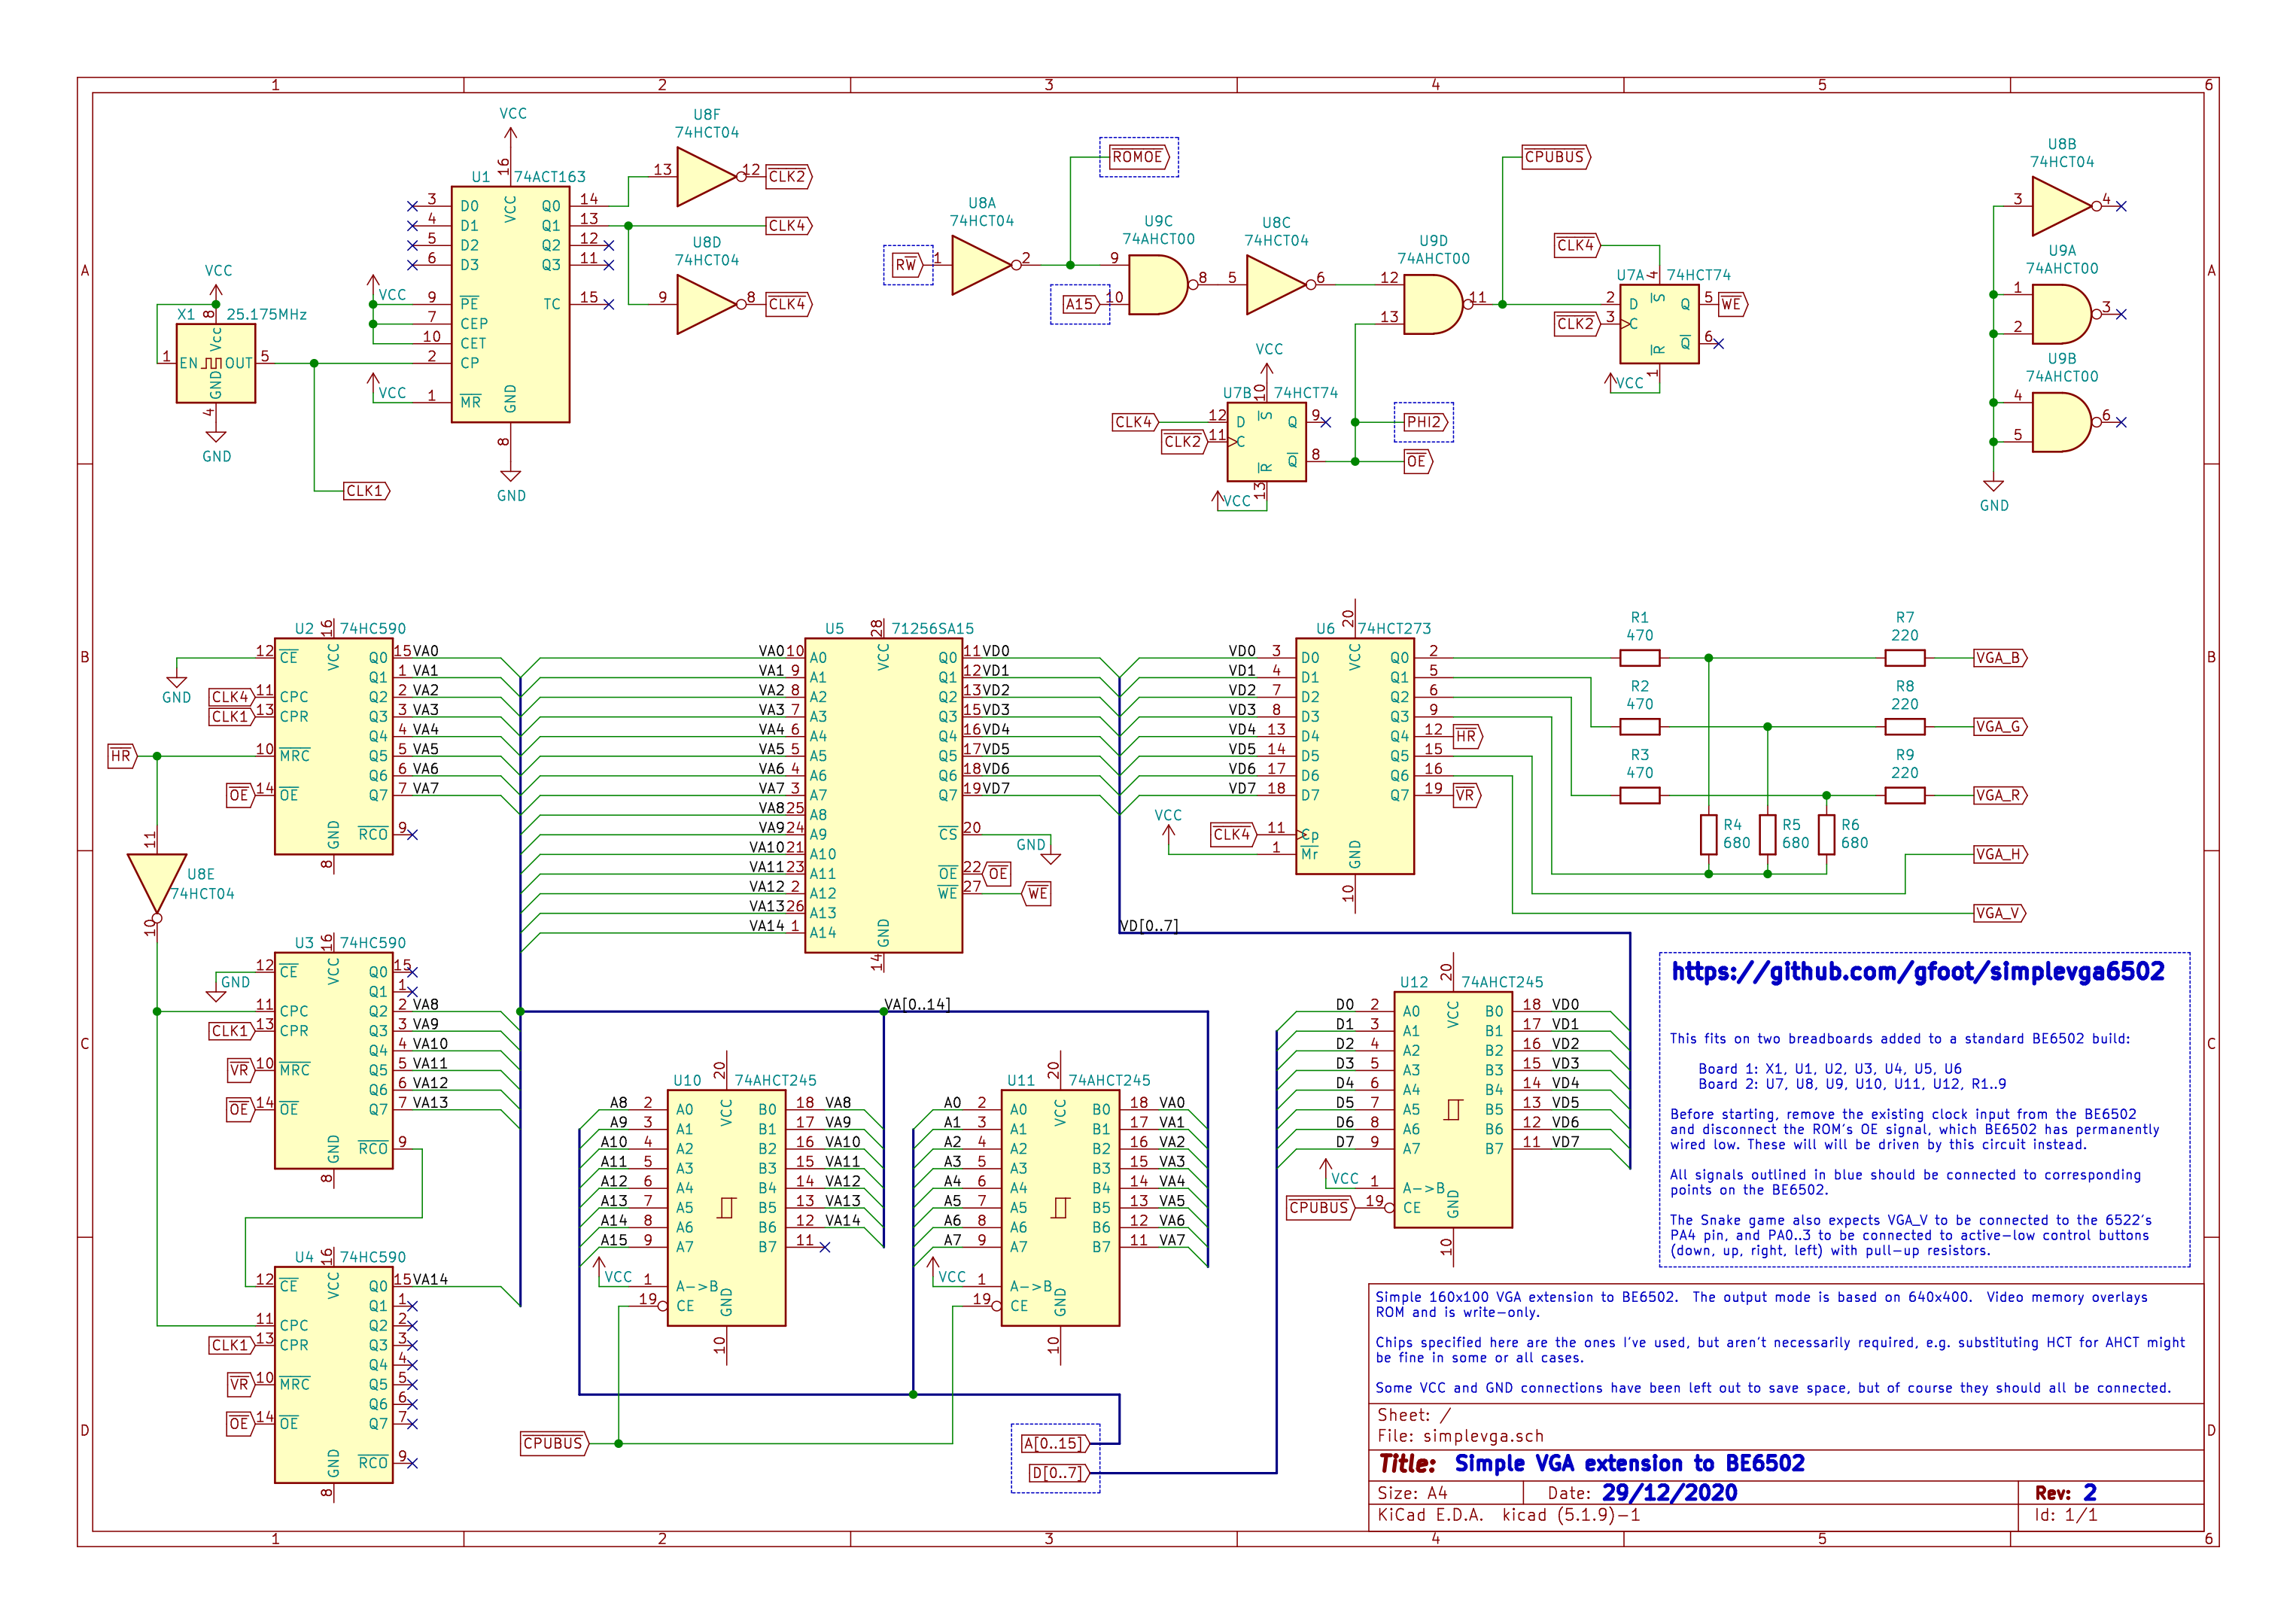 1 2 3 4 5 6
A
B
C
D
VCC
U1 74ACT163
16 VCC
3 D0 Q0 14
4 D1 Q1 13
5 D2 Q2 12
6 D3 Q3 11
9 PE TC 15
7 CEP
10 CET
2 CP
1 MR
GND 8
GND
VCC
VCC
VCC
X1 25.175MHz
8 Vcc
1 EN OUT 5
GND 4
GND
CLK1
U8F
74HCT04
13 12 CLK2
CLK4
U8D
74HCT04
9 8 CLK4
ROMOE
U8A
74HCT04
RW 1 2
U9C
74AHCT00
9 8
A15 10
U8C
74HCT04
5 6
U9D
74AHCT00
12 11
13
CPUBUS
CLK4
U7A 74HCT74
4 S
2 D Q 5 WE
CLK2 3 C
Q 6
R 1
VCC
VCC
U7B 74HCT74
10 S
CLK4 12 D Q 9
CLK2 11 C
Q 8
R 13
VCC
PHI2
OE
U8B
74HCT04
3 4
U9A
74AHCT00
1 3
2
U9B
74AHCT00
4 6
5
GND
U2 74HC590
16 VCC
12 CE Q0 15 VA0
GND
Q1 1 VA1
CLK4 11 CPC Q2 2 VA2
CLK1 13 CPR Q3 3 VA3
Q4 4 VA4
HR 10 MRC Q5 5 VA5
Q6 6 VA6
OE 14 OE Q7 7 VA7
RCO 9
GND 8
11
U8E
74HCT04
10
U3 74HC590
16 VCC
12 CE Q0 15
GND
Q1 1
11 CPC Q2 2 VA8
CLK1 13 CPR Q3 3 VA9
Q4 4 VA10
VR 10 MRC Q5 5 VA11
Q6 6 VA12
OE 14 OE Q7 7 VA13
RCO 9
GND 8
U4 74HC590
16 VCC
12 CE Q0 15 VA14
Q1 1
11 CPC Q2 2
CLK1 13 CPR Q3 3
Q4 4
VR 10 MRC Q5 5
Q6 6
OE 14 OE Q7 7
RCO 9
GND 8
U5 71256SA15
28 VCC
VA0 10 A0 Q0 11 VD0
VA1 9 A1 Q1 12 VD1
VA2 8 A2 Q2 13 VD2
VA3 7 A3 Q3 15 VD3
VA4 6 A4 Q4 16 VD4
VA5 5 A5 Q5 17 VD5
VA6 4 A6 Q6 18 VD6
VA7 3 A7 Q7 19 VD7
VA8 25 A8
VA9 24 A9 CS 20 GND
VA10 21 A10
VA11 23 A11 OE 22 OE
VA12 2 A12 WE 27 WE
VA13 26 A13
VA14 1 A14
GND 14
VD[0..7]
VA[0..14]
U6 74HCT273
20 VCC
VD0 3 D0 Q0 2
VD1 4 D1 Q1 5
VD2 7 D2 Q2 6
VD3 8 D3 Q3 9
VD4 13 D4 Q4 12 HR
VD5 14 D5 Q5 15
VD6 17 D6 Q6 16
VD7 18 D7 Q7 19 VR
VCC
CLK4 11 Cp
1 Mr
GND 10
R1
470
R7
220
VGA_B
R2
470
R8
220
VGA_G
R3
470
R9
220
VGA_R
R4
680
R5
680
R6
680
VGA_H
VGA_V
U10 74AHCT245
20 VCC
A8 2 A0 B0 18 VA8
A9 3 A1 B1 17 VA9
A10 4 A2 B2 16 VA10
A11 5 A3 B3 15 VA11
A12 6 A4 B4 14 VA12
A13 7 A5 B5 13 VA13
A14 8 A6 B6 12 VA14
A15 9 A7 B7 11
VCC 1 A->B
19 CE
GND 10
U11 74AHCT245
20 VCC
A0 2 A0 B0 18 VA0
A1 3 A1 B1 17 VA1
A2 4 A2 B2 16 VA2
A3 5 A3 B3 15 VA3
A4 6 A4 B4 14 VA4
A5 7 A5 B5 13 VA5
A6 8 A6 B6 12 VA6
A7 9 A7 B7 11 VA7
VCC 1 A->B
19 CE
GND 10
U12 74AHCT245
20 VCC
D0 2 A0 B0 18 VD0
D1 3 A1 B1 17 VD1
D2 4 A2 B2 16 VD2
D3 5 A3 B3 15 VD3
D4 6 A4 B4 14 VD4
D5 7 A5 B5 13 VD5
D6 8 A6 B6 12 VD6
D7 9 A7 B7 11 VD7
VCC 1 A->B
CPUBUS 19 CE
GND 10
CPUBUS
A[0..15]
D[0..7]
https://github.com/gfoot/simplevga6502
This fits on two breadboards added to a standard BE6502 build:
Board 1: X1, U1, U2, U3, U4, U5, U6
Board 2: U7, U8, U9, U10, U11, U12, R1..9
Before starting, remove the existing clock input from the BE6502
and disconnect the ROM's OE signal, which BE6502 has permanently
wired low. These will will be driven by this circuit instead.
All signals outlined in blue should be connected to corresponding
points on the BE6502.
The Snake game also expects VGA_V to be connected to the 6522's
PA4 pin, and PA0..3 to be connected to active-low control buttons
(down, up, right, left) with pull-up resistors.
Simple 160x100 VGA extension to BE6502. The output mode is based on 640x400. Video memory overlays
ROM and is write-only.
Chips specified here are the ones I've used, but aren't necessarily required, e.g. substituting HCT for AHCT might
be fine in some or all cases.
Some VCC and GND connections have been left out to save space, but of course they should all be connected.
Sheet: /
File: simplevga.sch
Title: Simple VGA extension to BE6502
Size: A4 Date: 29/12/2020 Rev: 2
KiCad E.D.A. kicad (5.1.9)-1 Id: 1/1
A
B
C
D
1 2 3 4 5 6